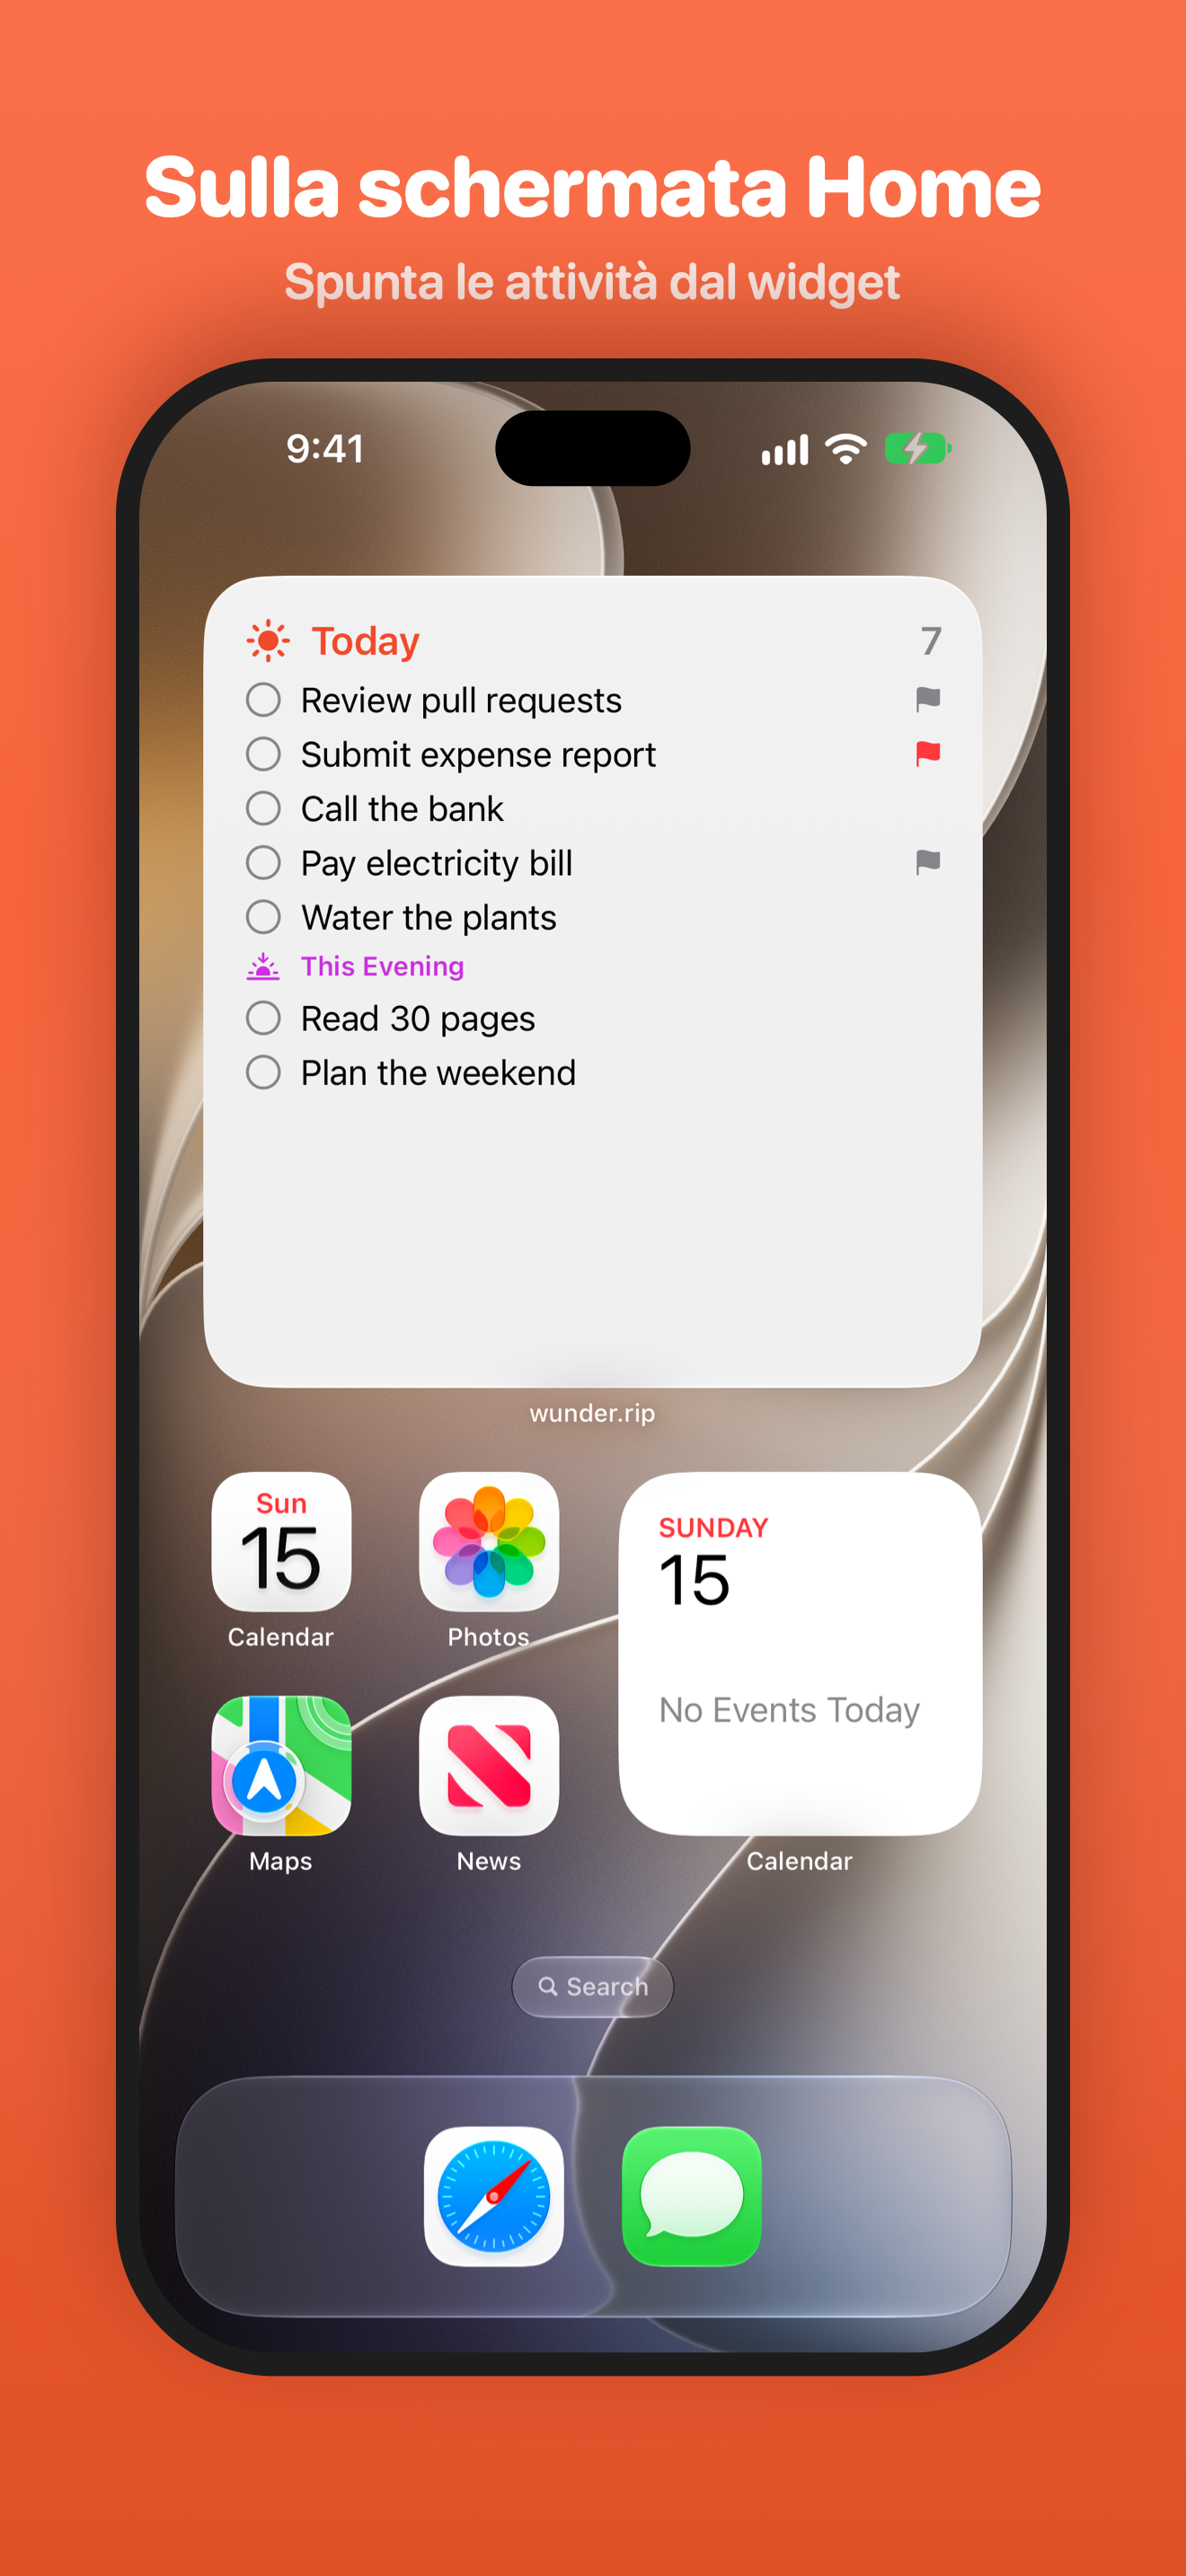 Sulla schermata Home
Spunta le attività dal widget
9:41
Today 7
Review pull requests
Submit expense report
Call the bank
Pay electricity bill
Water the plants
This Evening
Read 30 pages
Plan the weekend
wunder.rip
Sun
15
Calendar
Photos
SUNDAY
15
No Events Today
Maps
News
Calendar
Search